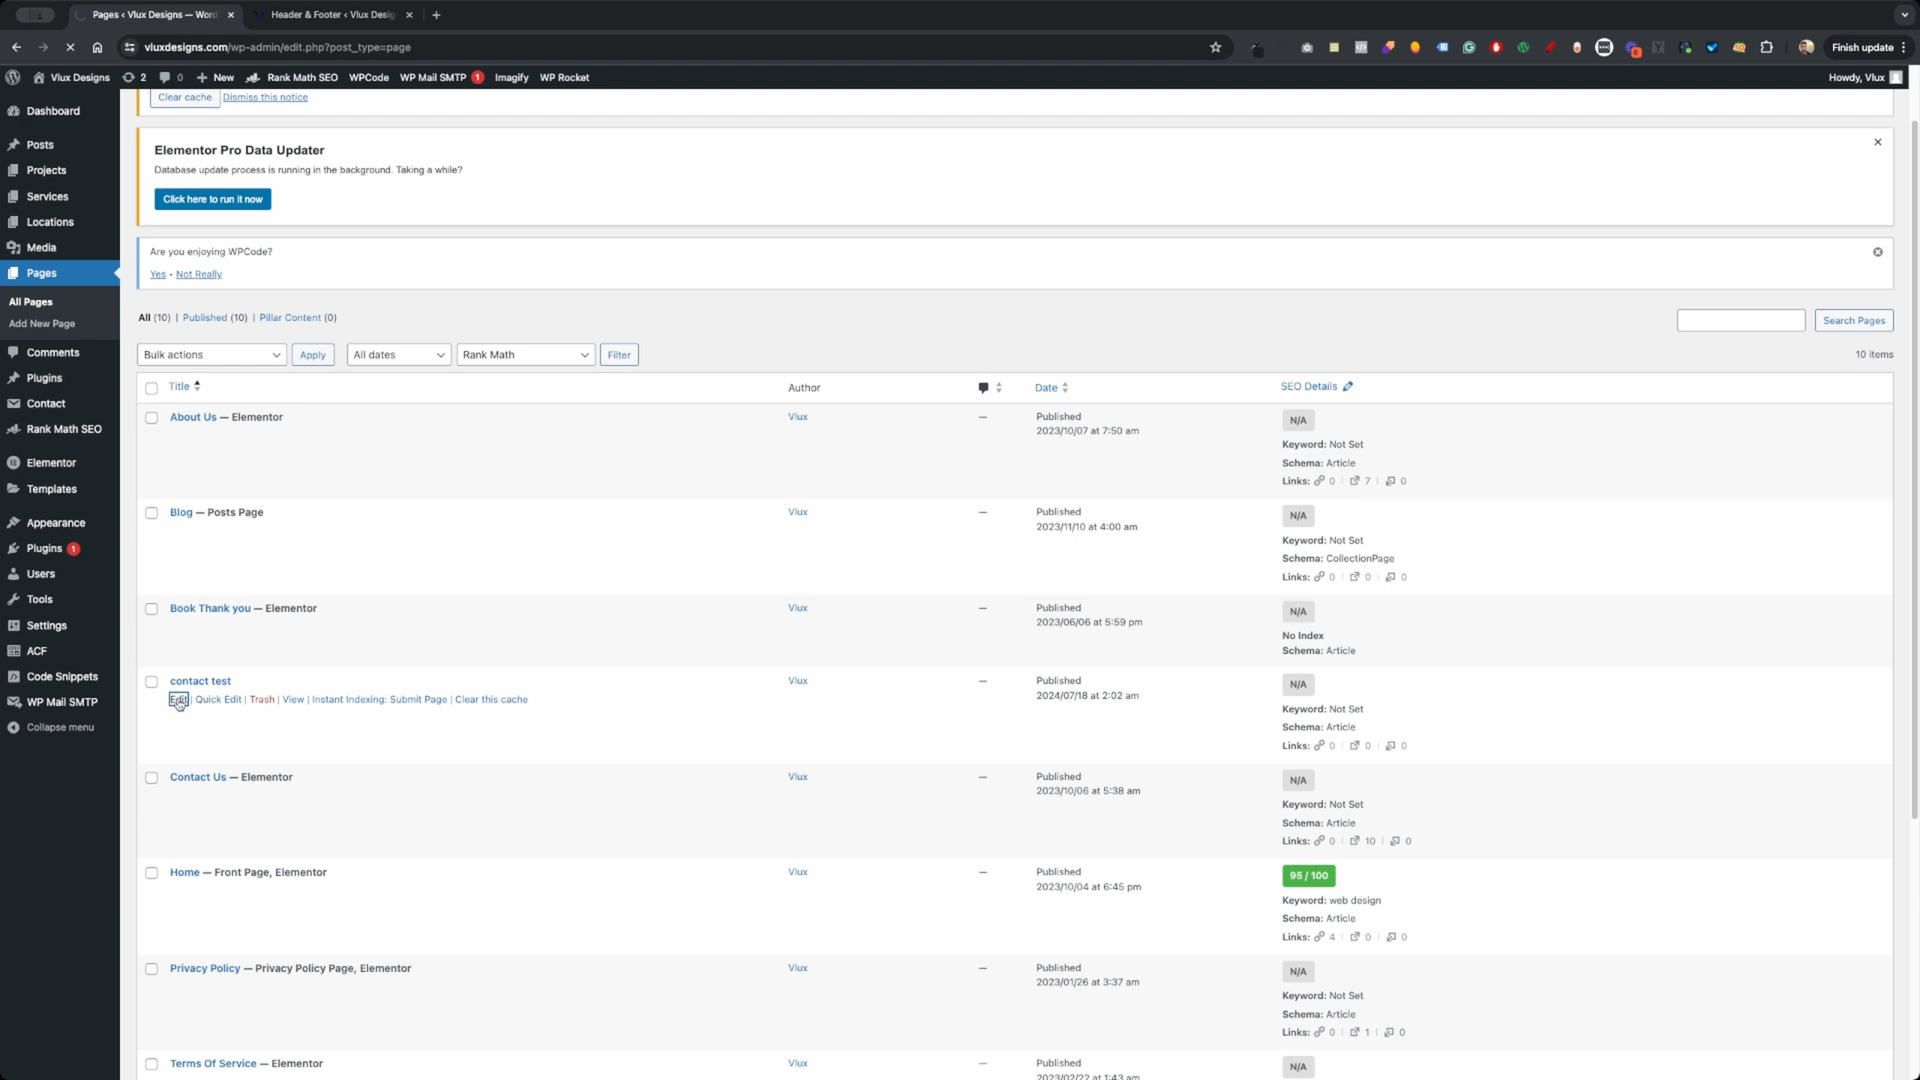 Pages ‹ Vlux Designs — Word
Header & Footer ‹ Vlux Desig
vluxdesigns.com/wp-admin/edit.php?post_type=page
Finish update
Vlux Designs
2
0
New
Rank Math SEO
WPCode
WP Mail SMTP 1
Imagify
WP Rocket
Howdy, Vlux
Dashboard
Posts
Projects
Services
Locations
Media
Pages
All Pages
Add New Page
Comments
Plugins
Contact
Rank Math SEO
Elementor
Templates
Appearance
Plugins 1
Users
Tools
Settings
ACF
Code Snippets
WP Mail SMTP
Collapse menu
Clear cache Dismiss this notice
Elementor Pro Data Updater
Database update process is running in the background. Taking a while?
Click here to run it now
Are you enjoying WPCode?
Yes · Not Really
All (10) | Published (10) | Pillar Content (0)
Search Pages
Bulk actions Apply All dates Rank Math Filter
10 items
Title Author Date SEO Details
About Us — Elementor
Vlux
—
Published
2023/10/07 at 7:50 am
N/A
Keyword: Not Set
Schema: Article
Links: 0 | 7 | 0
Blog — Posts Page
Vlux
—
Published
2023/11/10 at 4:00 am
N/A
Keyword: Not Set
Schema: CollectionPage
Links: 0 | 0 | 0
Book Thank you — Elementor
Vlux
—
Published
2023/06/06 at 5:59 pm
N/A
No Index
Schema: Article
contact test
Edit | Quick Edit | Trash | View | Instant Indexing: Submit Page | Clear this cache
Vlux
—
Published
2024/07/18 at 2:02 am
N/A
Keyword: Not Set
Schema: Article
Links: 0 | 0 | 0
Contact Us — Elementor
Vlux
—
Published
2023/10/06 at 5:38 am
N/A
Keyword: Not Set
Schema: Article
Links: 0 | 10 | 0
Home — Front Page, Elementor
Vlux
—
Published
2023/10/04 at 6:45 pm
95 / 100
Keyword: web design
Schema: Article
Links: 4 | 0 | 0
Privacy Policy — Privacy Policy Page, Elementor
Vlux
—
Published
2023/01/26 at 3:37 am
N/A
Keyword: Not Set
Schema: Article
Links: 0 | 1 | 0
Terms Of Service — Elementor
Vlux
—
Published
2023/02/22 at 1:43 am
N/A